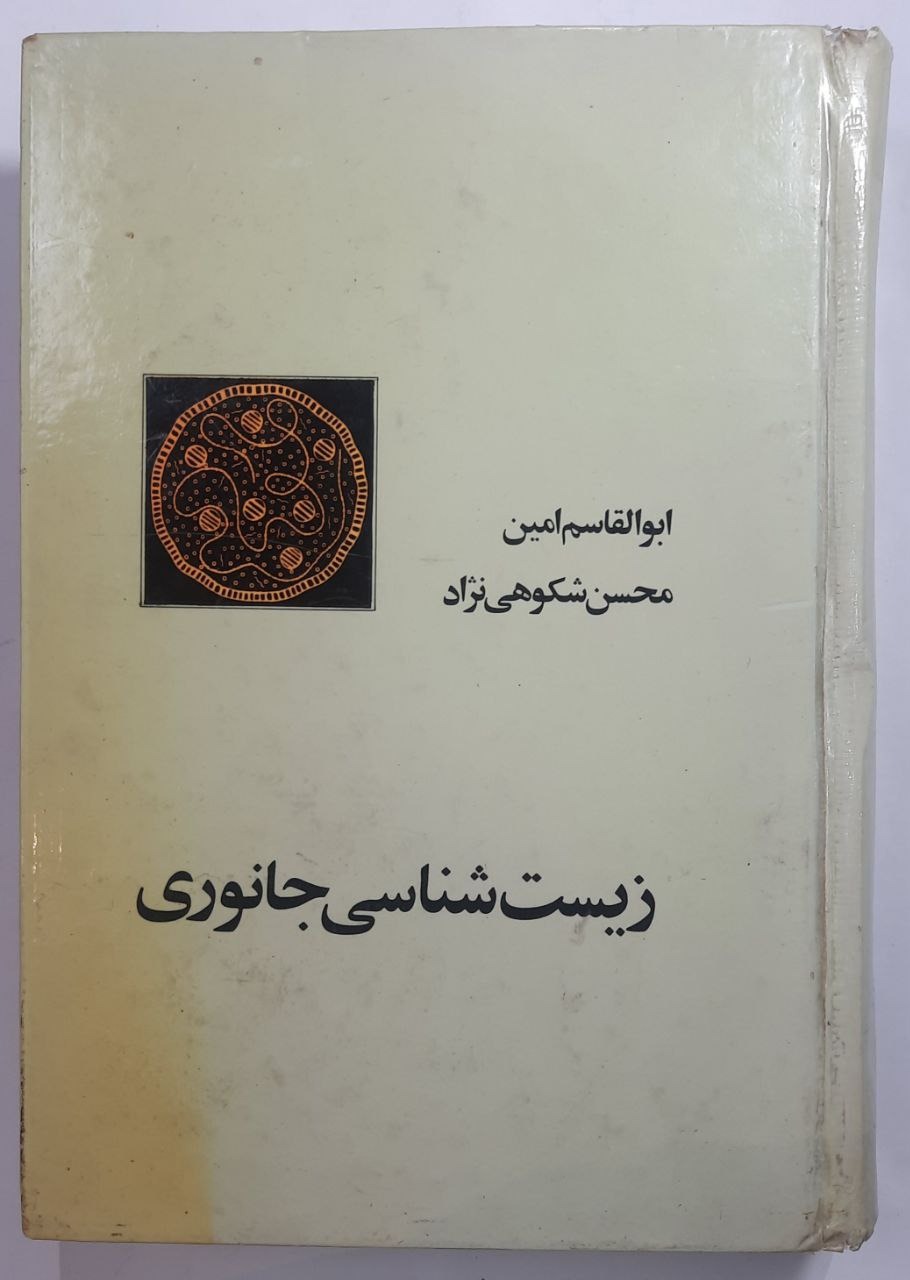 ابوالقاسم امین
محسن شکوهی‌نژاد
زیست‌شناسی جانوری